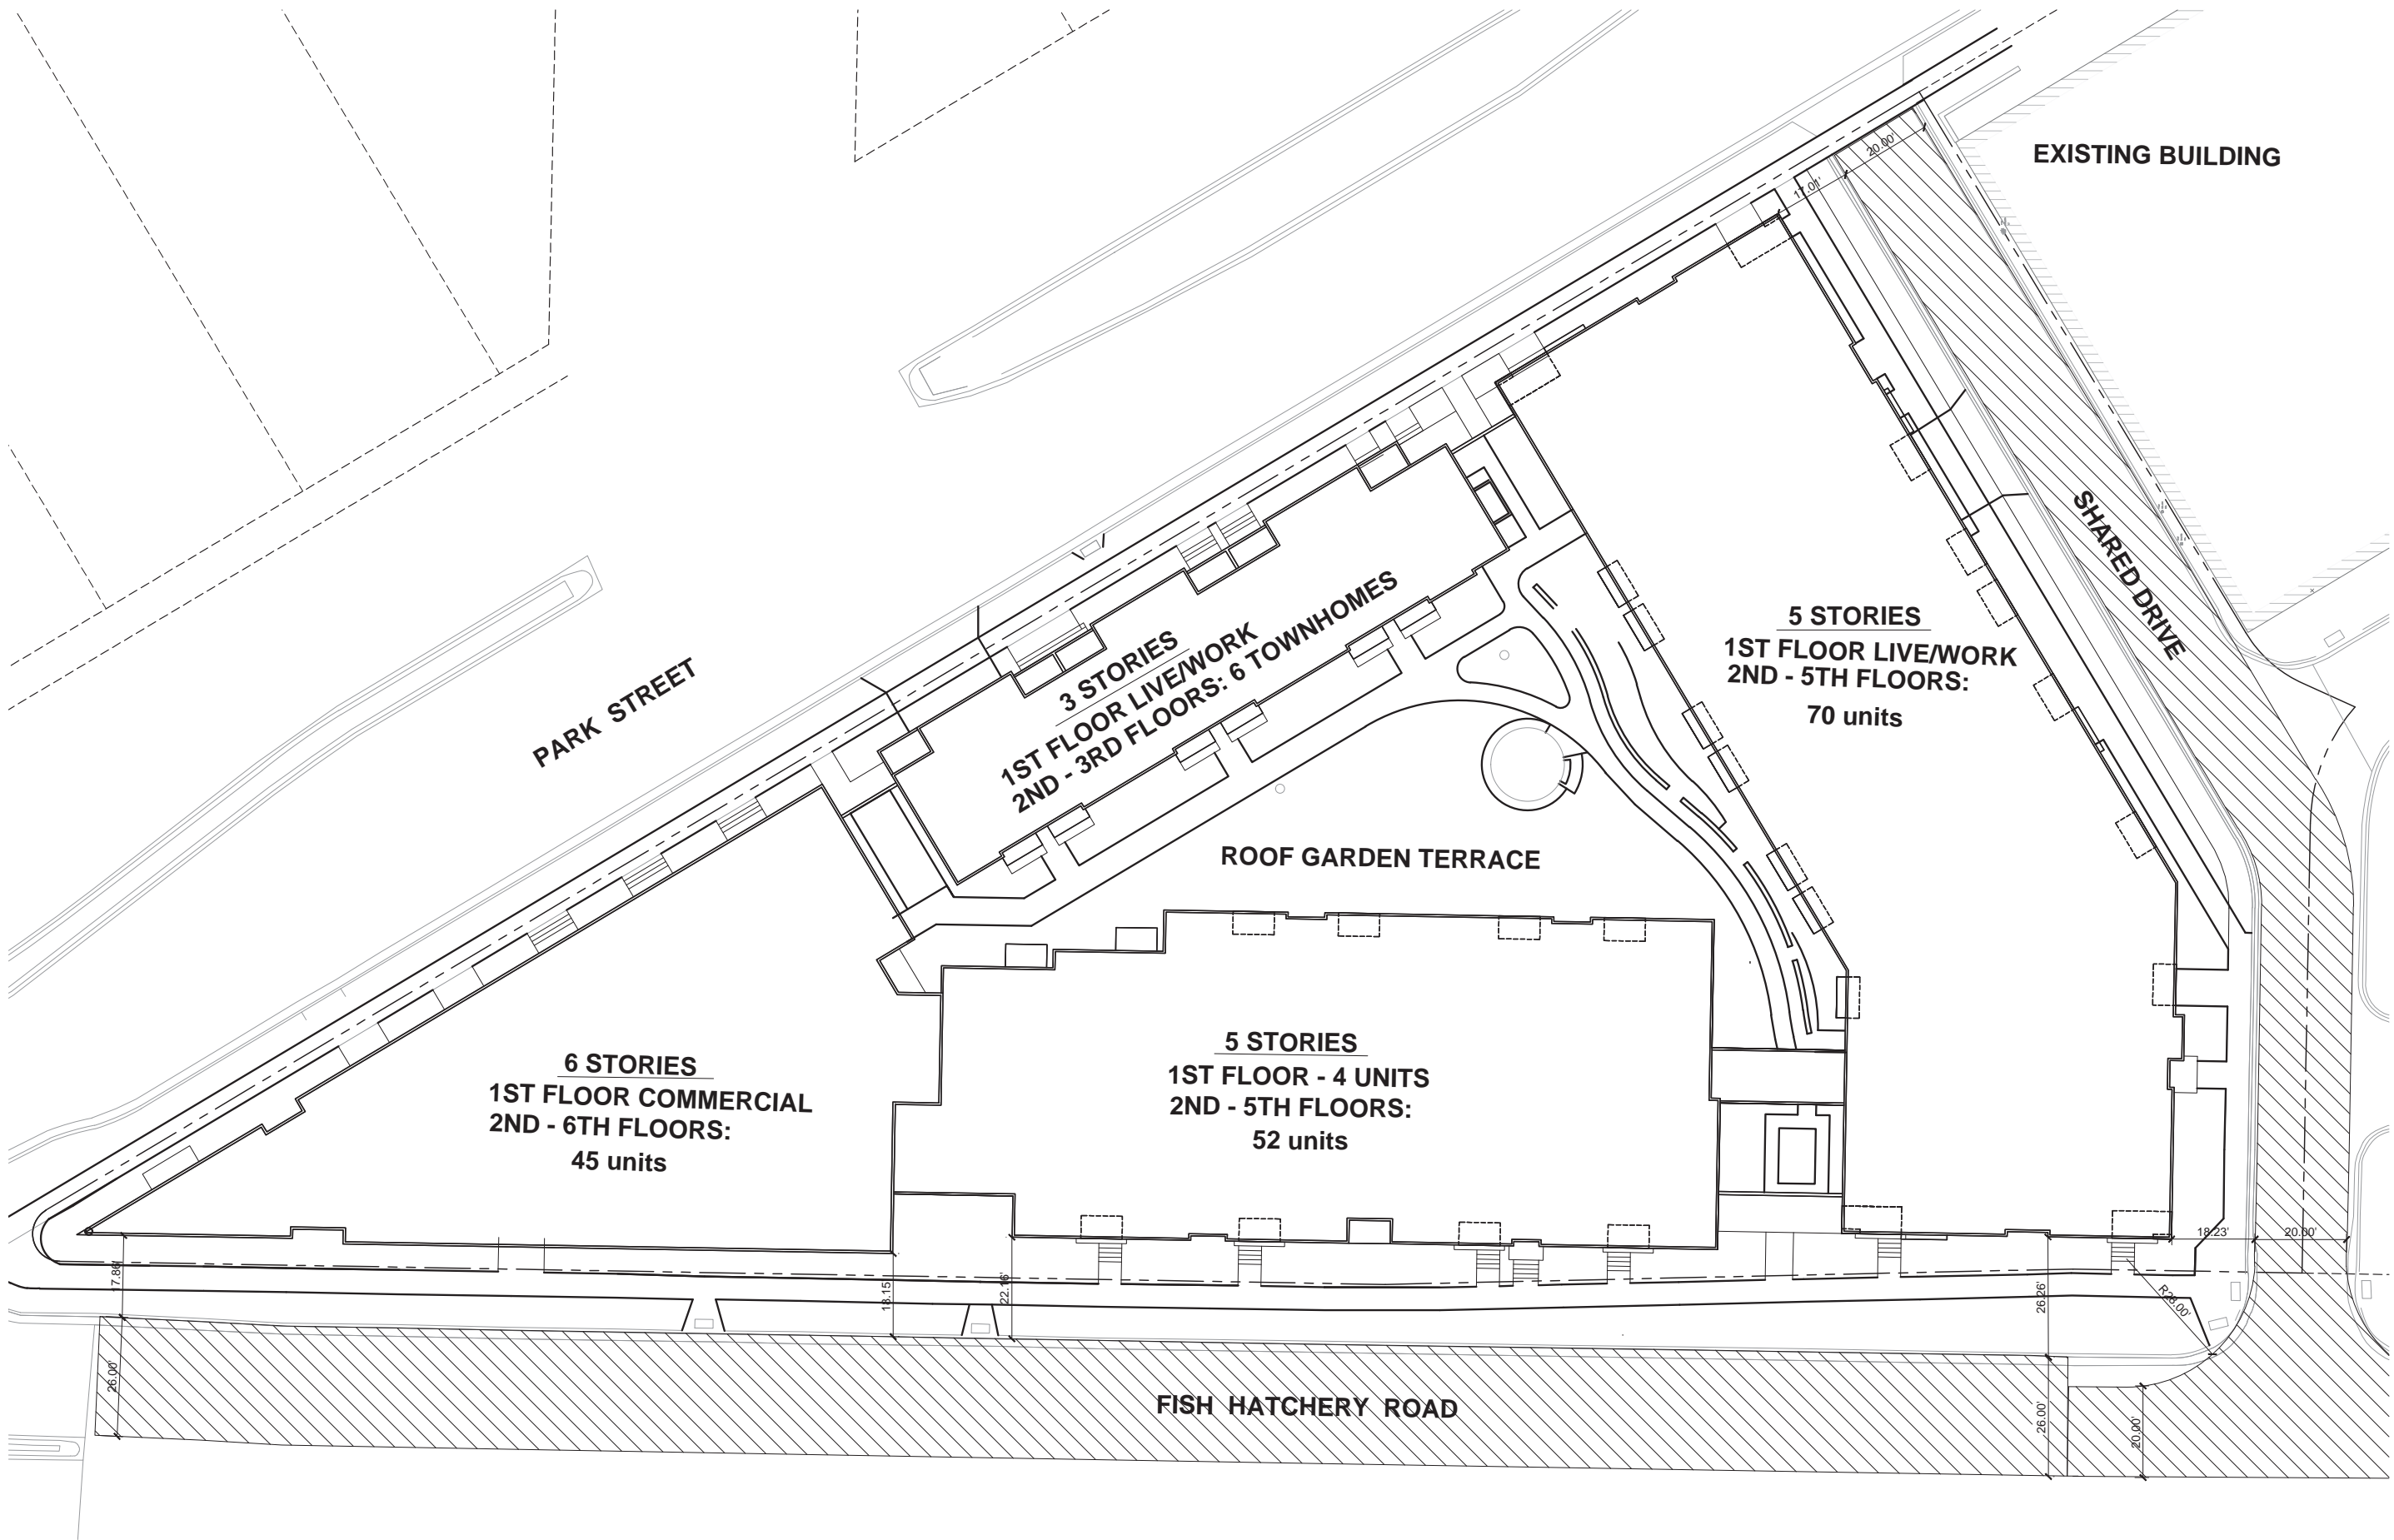 EXISTING BUILDING
20.00'
17.01'
SHARED DRIVE
PARK STREET
3 STORIES
1ST FLOOR LIVE/WORK
2ND - 3RD FLOORS: 6 TOWNHOMES
5 STORIES
1ST FLOOR LIVE/WORK
2ND - 5TH FLOORS:
70 units
ROOF GARDEN TERRACE
6 STORIES
1ST FLOOR COMMERCIAL
2ND - 6TH FLOORS:
45 units
5 STORIES
1ST FLOOR - 4 UNITS
2ND - 5TH FLOORS:
52 units
18.23'
20.00'
17.86'
18.15'
22.16'
26.26'
R28.00'
26.00'
26.00'
20.00'
FISH HATCHERY ROAD